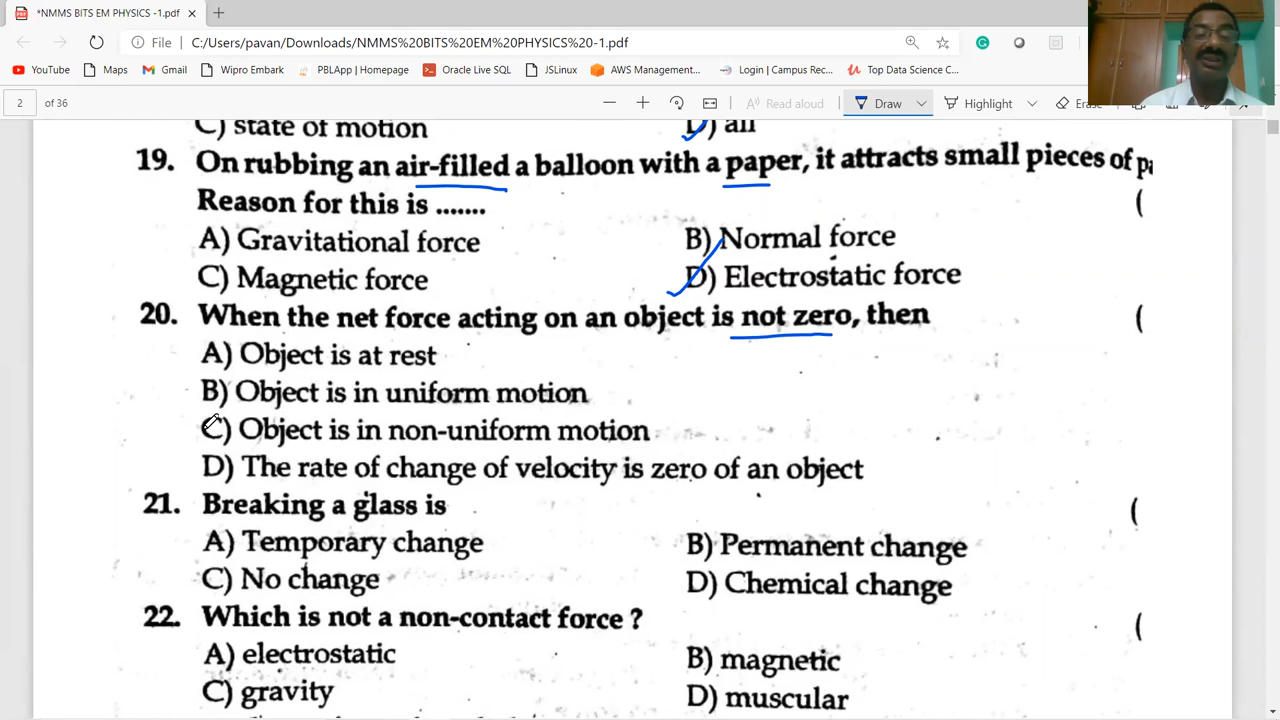 *NMMS BITS EM PHYSICS -1.pdf
File C:/Users/pavan/Downloads/NMMS%20BITS%20EM%20PHYSICS%20-1.pdf
YouTube Maps Gmail Wipro Embark PBLApp | Homepage Oracle Live SQL JSLinux AWS Management... Login | Campus Rec... Top Data Science C...
2 of 36 Read aloud Draw Highlight Erase
C) state of motion D) all
19. On rubbing an air-filled a balloon with a paper, it attracts small pieces of pa
Reason for this is ....... (
A) Gravitational force B) Normal force
C) Magnetic force D) Electrostatic force
20. When the net force acting on an object is not zero, then (
A) Object is at rest
B) Object is in uniform motion
C) Object is in non-uniform motion
D) The rate of change of velocity is zero of an object
21. Breaking a glass is (
A) Temporary change B) Permanent change
C) No change D) Chemical change
22. Which is not a non-contact force ? (
A) electrostatic B) magnetic
C) gravity D) muscular